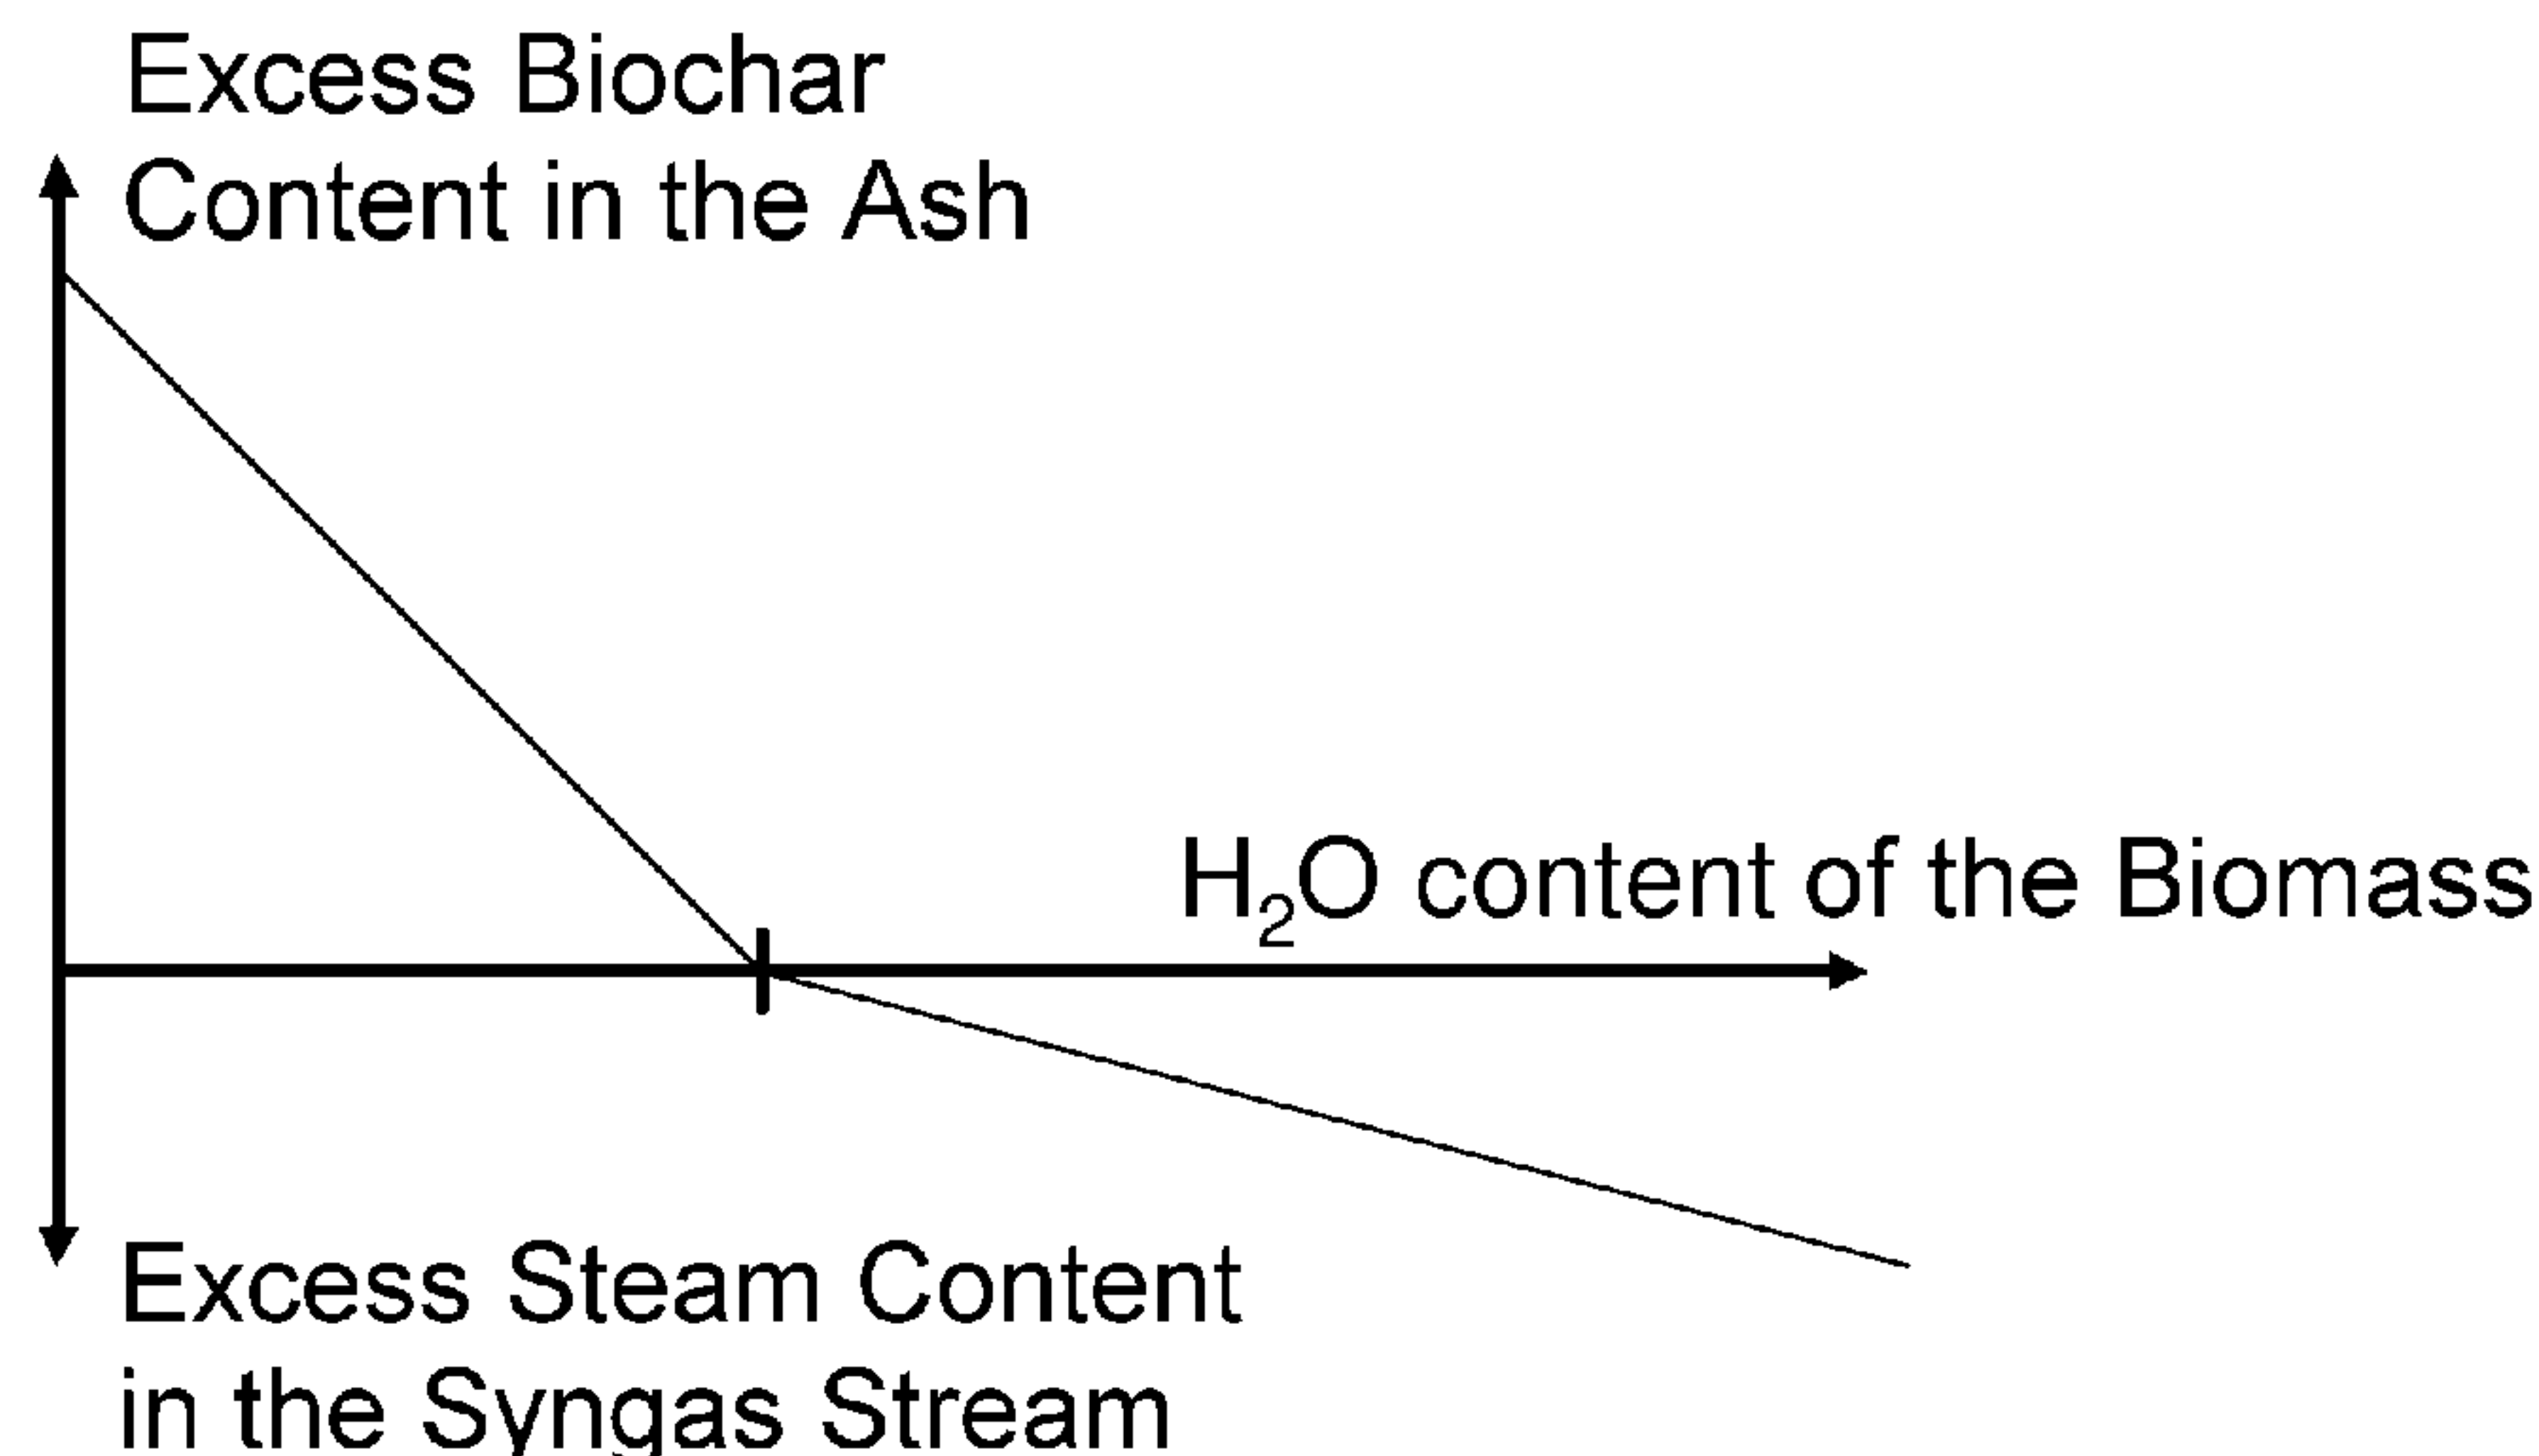 Excess Biochar
Content in the Ash
H₂O content of the Biomass
Excess Steam Content
in the Syngas Stream